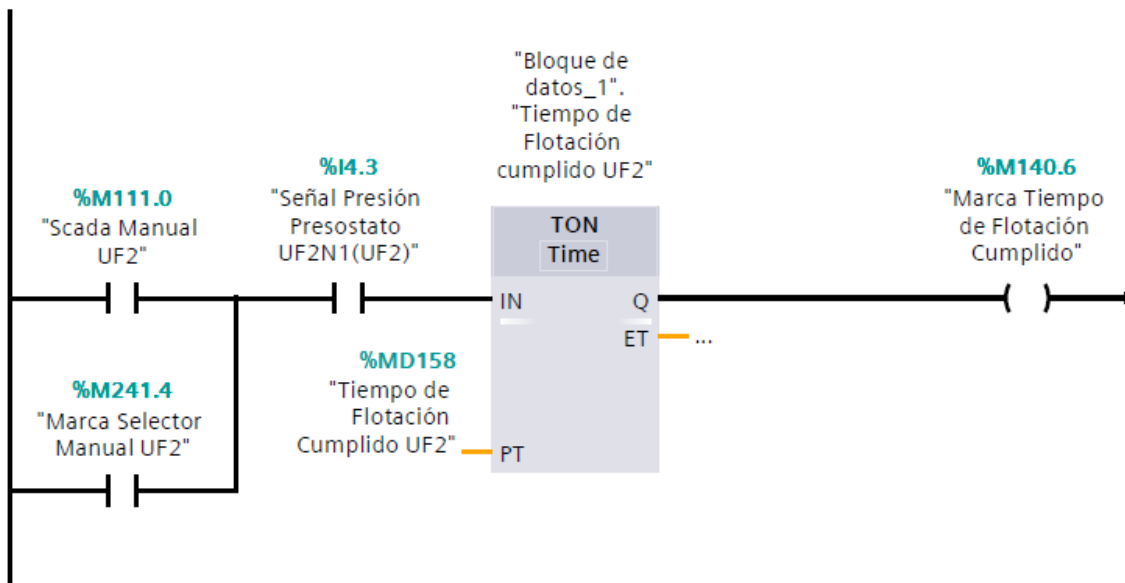 "Bloque de
datos_1".
"Tiempo de
Flotación
cumplido UF2"
%M111.0
"Scada Manual
UF2"
%I4.3
"Señal Presión
Presostato
UF2N1(UF2)"
TON
Time
%M140.6
"Marca Tiempo
de Flotación
Cumplido"
IN
Q
ET
...
%M241.4
"Marca Selector
Manual UF2"
%MD158
"Tiempo de
Flotación
Cumplido UF2"
PT